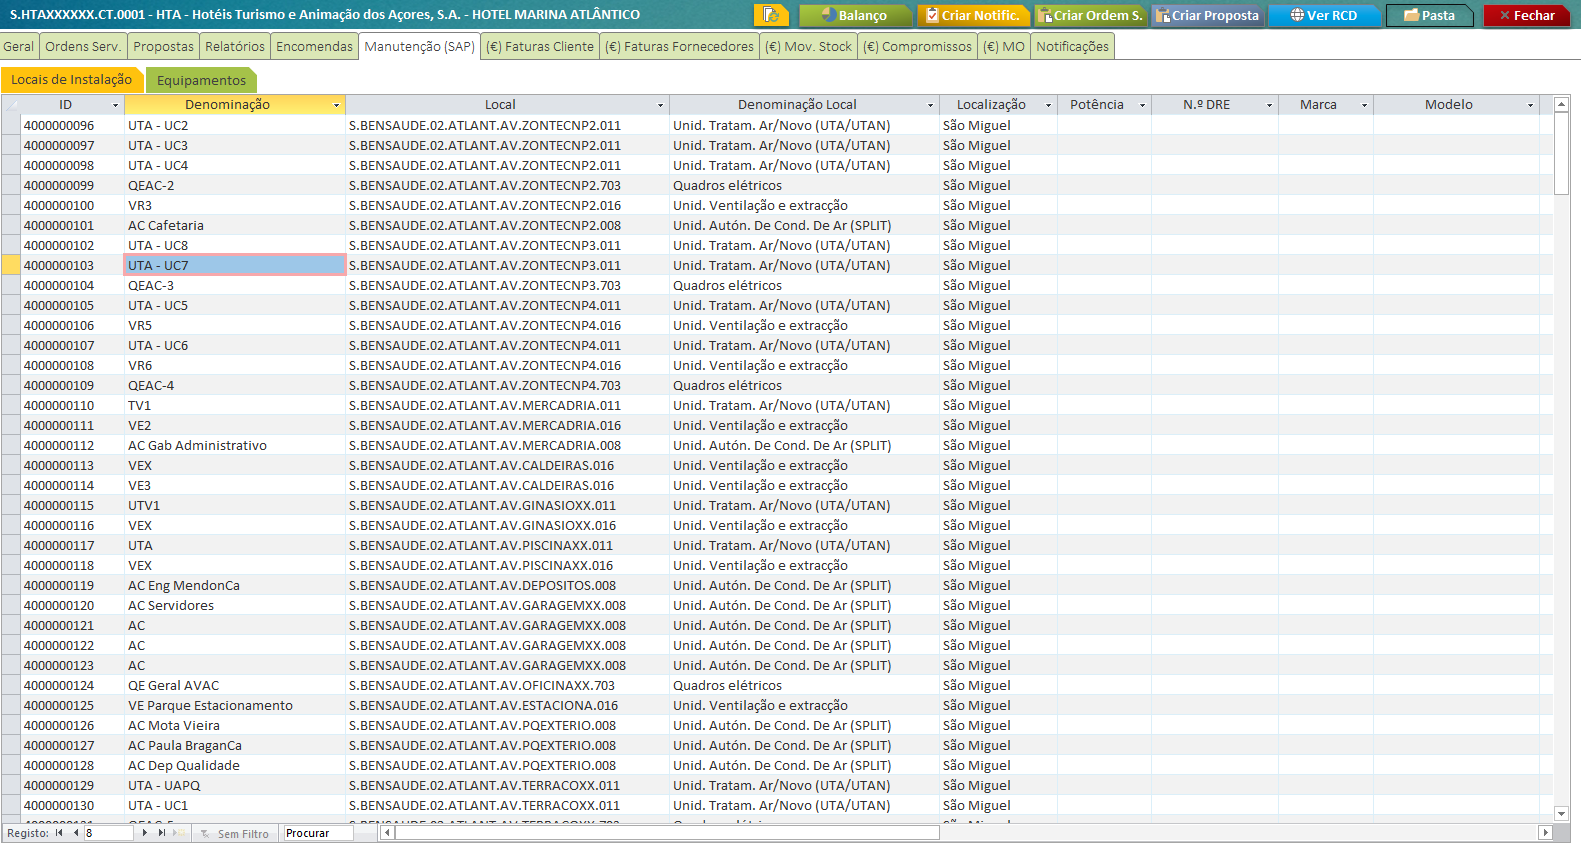 S.HTAXXXXXX.CT.0001 - HTA - Hotéis Turismo e Animação dos Açores, S.A. - HOTEL MARINA ATLÂNTICO Balanço Criar Notific. Criar Ordem S. Criar Proposta Ver RCD Pasta Fechar
Geral Ordens Serv. Propostas Relatórios Encomendas Manutenção (SAP) (€) Faturas Cliente (€) Faturas Fornecedores (€) Mov. Stock (€) Compromissos (€) MO Notificações
Locais de Instalação Equipamentos
ID Denominação Local Denominação Local Localização Potência N.º DRE Marca Modelo
4000000096 UTA - UC2 S.BENSAUDE.02.ATLANT.AV.ZONTECNP2.011 Unid. Tratam. Ar/Novo (UTA/UTAN) São Miguel
4000000097 UTA - UC3 S.BENSAUDE.02.ATLANT.AV.ZONTECNP2.011 Unid. Tratam. Ar/Novo (UTA/UTAN) São Miguel
4000000098 UTA - UC4 S.BENSAUDE.02.ATLANT.AV.ZONTECNP2.011 Unid. Tratam. Ar/Novo (UTA/UTAN) São Miguel
4000000099 QEAC-2 S.BENSAUDE.02.ATLANT.AV.ZONTECNP2.703 Quadros elétricos São Miguel
4000000100 VR3 S.BENSAUDE.02.ATLANT.AV.ZONTECNP2.016 Unid. Ventilação e extracção São Miguel
4000000101 AC Cafetaria S.BENSAUDE.02.ATLANT.AV.ZONTECNP2.008 Unid. Autón. De Cond. De Ar (SPLIT) São Miguel
4000000102 UTA - UC8 S.BENSAUDE.02.ATLANT.AV.ZONTECNP3.011 Unid. Tratam. Ar/Novo (UTA/UTAN) São Miguel
4000000103 UTA - UC7 S.BENSAUDE.02.ATLANT.AV.ZONTECNP3.011 Unid. Tratam. Ar/Novo (UTA/UTAN) São Miguel
4000000104 QEAC-3 S.BENSAUDE.02.ATLANT.AV.ZONTECNP3.703 Quadros elétricos São Miguel
4000000105 UTA - UC5 S.BENSAUDE.02.ATLANT.AV.ZONTECNP4.011 Unid. Tratam. Ar/Novo (UTA/UTAN) São Miguel
4000000106 VR5 S.BENSAUDE.02.ATLANT.AV.ZONTECNP4.016 Unid. Ventilação e extracção São Miguel
4000000107 UTA - UC6 S.BENSAUDE.02.ATLANT.AV.ZONTECNP4.011 Unid. Tratam. Ar/Novo (UTA/UTAN) São Miguel
4000000108 VR6 S.BENSAUDE.02.ATLANT.AV.ZONTECNP4.016 Unid. Ventilação e extracção São Miguel
4000000109 QEAC-4 S.BENSAUDE.02.ATLANT.AV.ZONTECNP4.703 Quadros elétricos São Miguel
4000000110 TV1 S.BENSAUDE.02.ATLANT.AV.MERCADRIA.011 Unid. Tratam. Ar/Novo (UTA/UTAN) São Miguel
4000000111 VE2 S.BENSAUDE.02.ATLANT.AV.MERCADRIA.016 Unid. Ventilação e extracção São Miguel
4000000112 AC Gab Administrativo S.BENSAUDE.02.ATLANT.AV.MERCADRIA.008 Unid. Autón. De Cond. De Ar (SPLIT) São Miguel
4000000113 VEX S.BENSAUDE.02.ATLANT.AV.CALDEIRAS.016 Unid. Ventilação e extracção São Miguel
4000000114 VE3 S.BENSAUDE.02.ATLANT.AV.CALDEIRAS.016 Unid. Ventilação e extracção São Miguel
4000000115 UTV1 S.BENSAUDE.02.ATLANT.AV.GINASIOXX.011 Unid. Tratam. Ar/Novo (UTA/UTAN) São Miguel
4000000116 VEX S.BENSAUDE.02.ATLANT.AV.GINASIOXX.016 Unid. Ventilação e extracção São Miguel
4000000117 UTA S.BENSAUDE.02.ATLANT.AV.PISCINAXX.011 Unid. Tratam. Ar/Novo (UTA/UTAN) São Miguel
4000000118 VEX S.BENSAUDE.02.ATLANT.AV.PISCINAXX.016 Unid. Ventilação e extracção São Miguel
4000000119 AC Eng MendonCa S.BENSAUDE.02.ATLANT.AV.DEPOSITOS.008 Unid. Autón. De Cond. De Ar (SPLIT) São Miguel
4000000120 AC Servidores S.BENSAUDE.02.ATLANT.AV.GARAGEMXX.008 Unid. Autón. De Cond. De Ar (SPLIT) São Miguel
4000000121 AC S.BENSAUDE.02.ATLANT.AV.GARAGEMXX.008 Unid. Autón. De Cond. De Ar (SPLIT) São Miguel
4000000122 AC S.BENSAUDE.02.ATLANT.AV.GARAGEMXX.008 Unid. Autón. De Cond. De Ar (SPLIT) São Miguel
4000000123 AC S.BENSAUDE.02.ATLANT.AV.GARAGEMXX.008 Unid. Autón. De Cond. De Ar (SPLIT) São Miguel
4000000124 QE Geral AVAC S.BENSAUDE.02.ATLANT.AV.OFICINAXX.703 Quadros elétricos São Miguel
4000000125 VE Parque Estacionamento S.BENSAUDE.02.ATLANT.AV.ESTACIONA.016 Unid. Ventilação e extracção São Miguel
4000000126 AC Mota Vieira S.BENSAUDE.02.ATLANT.AV.PQEXTERIO.008 Unid. Autón. De Cond. De Ar (SPLIT) São Miguel
4000000127 AC Paula BraganCa S.BENSAUDE.02.ATLANT.AV.PQEXTERIO.008 Unid. Autón. De Cond. De Ar (SPLIT) São Miguel
4000000128 AC Dep Qualidade S.BENSAUDE.02.ATLANT.AV.PQEXTERIO.008 Unid. Autón. De Cond. De Ar (SPLIT) São Miguel
4000000129 UTA - UAPQ S.BENSAUDE.02.ATLANT.AV.TERRACOXX.011 Unid. Tratam. Ar/Novo (UTA/UTAN) São Miguel
4000000130 UTA - UC1 S.BENSAUDE.02.ATLANT.AV.TERRACOXX.011 Unid. Tratam. Ar/Novo (UTA/UTAN) São Miguel
Registo: 8 Sem Filtro Procurar